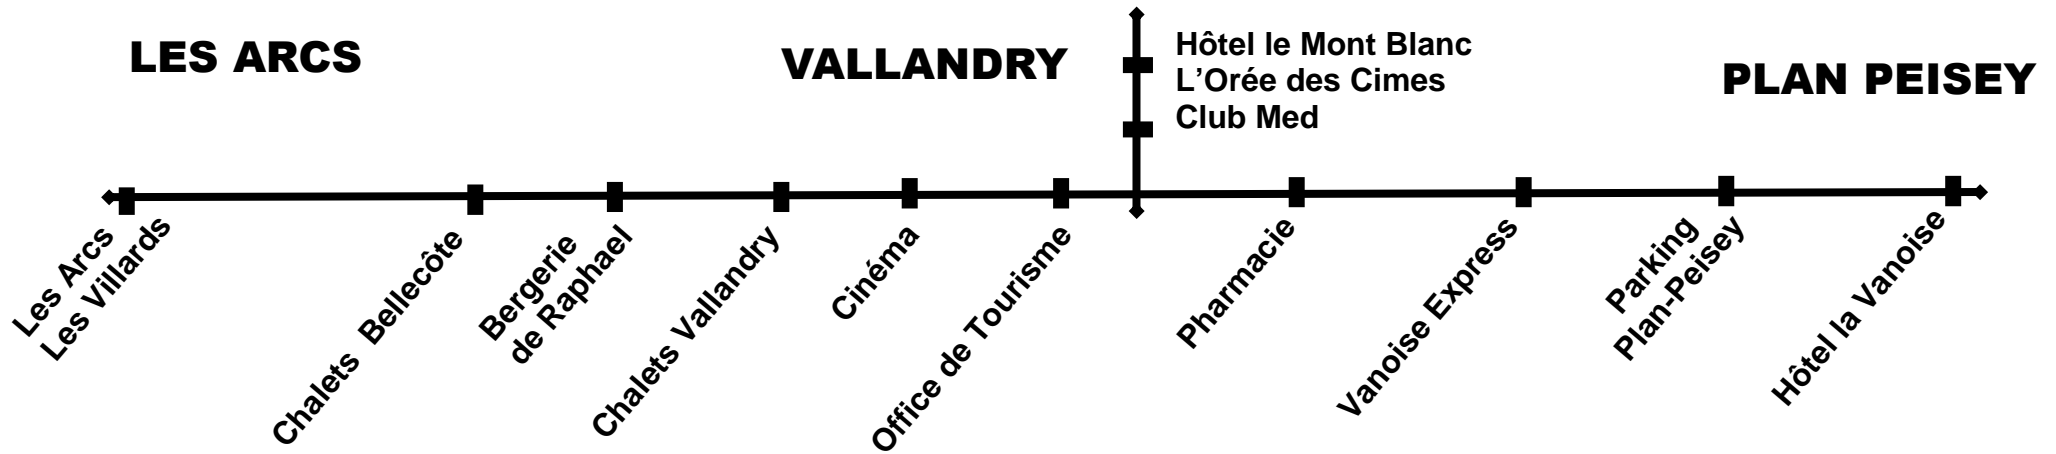 LES ARCS
VALLANDRY
Hôtel le Mont Blanc
L’Orée des Cimes
Club Med
PLAN PEISEY
Les Arcs
Les Villards
Chalets Bellecôte
Bergerie
de Raphael
Chalets Vallandry
Cinéma
Office de Tourisme
Pharmacie
Vanoise Express
Parking
Plan-Peisey
Hôtel la Vanoise